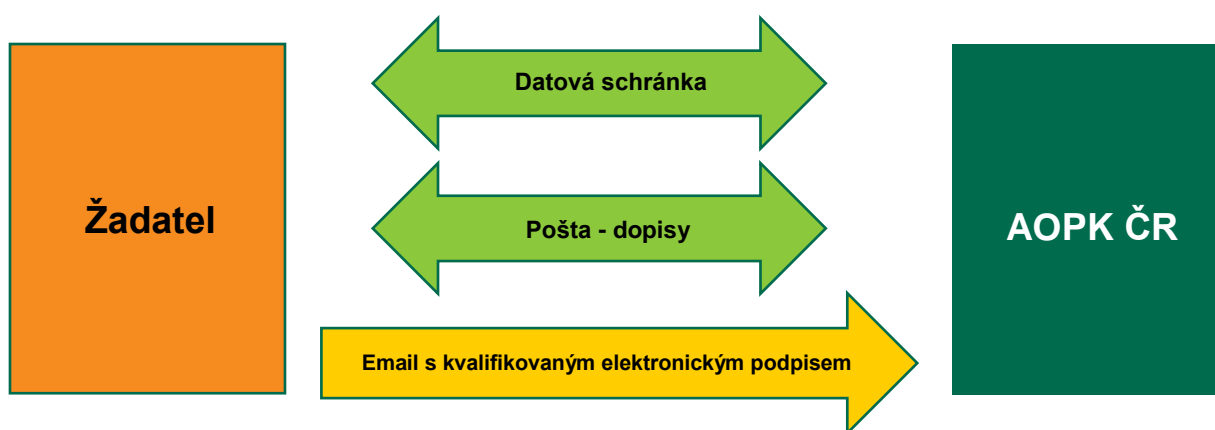 Žadatel
Datová schránka
Pošta - dopisy
Email s kvalifikovaným elektronickým podpisem
AOPK ČR